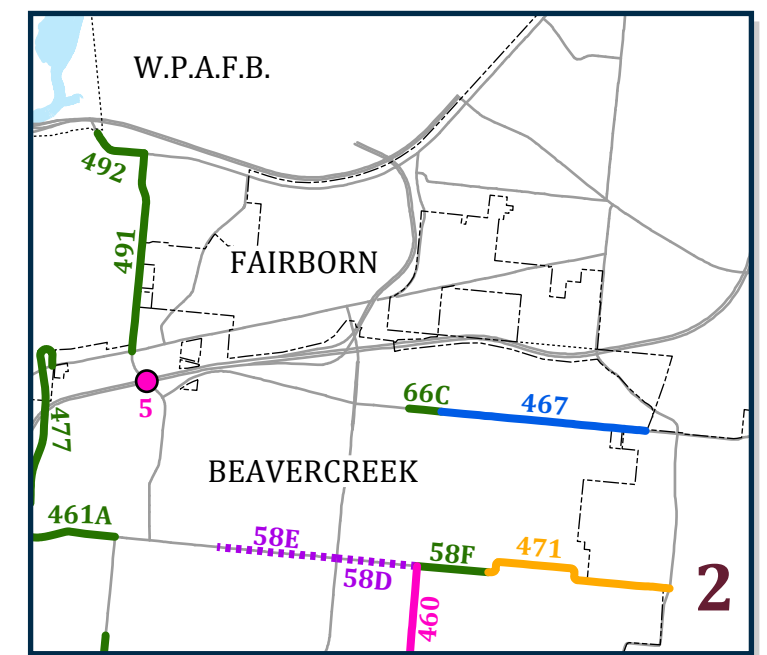 W.P.A.F.B.
492
491
FAIRBORN
5
66C
467
477
BEAVERCREEK
461A
58E
58F
471
58D
2
460